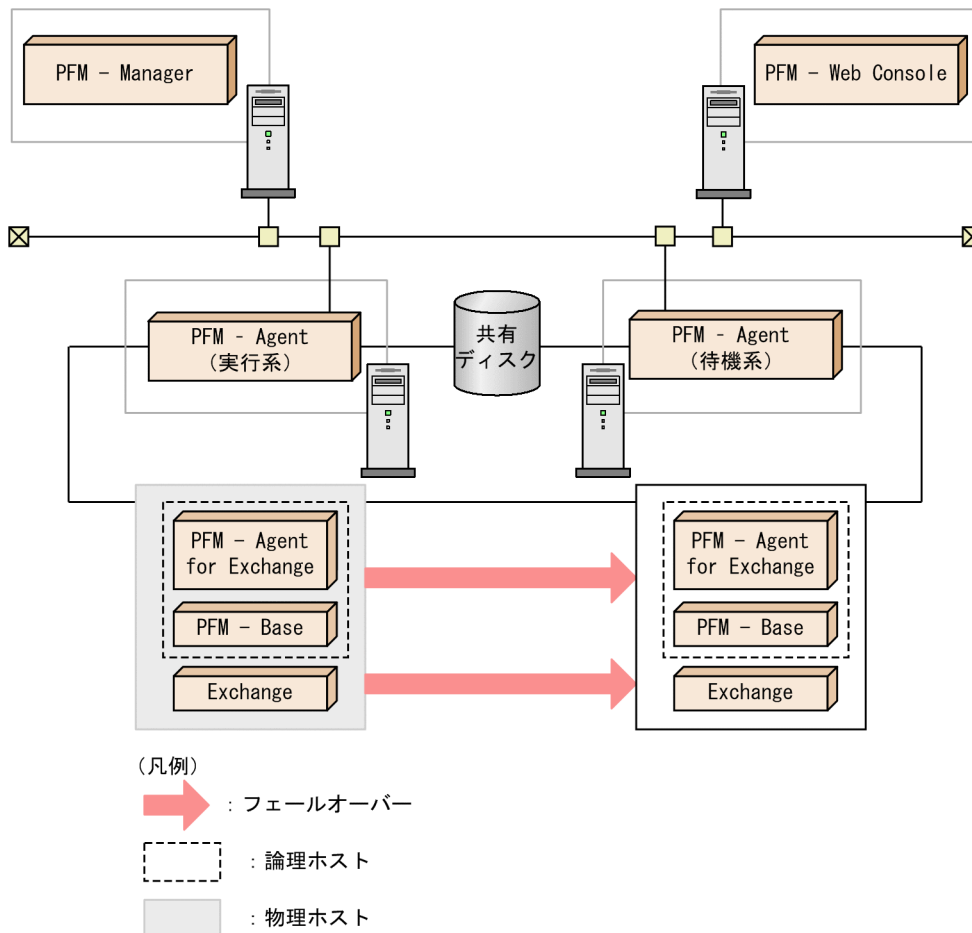 PFM - Manager
PFM - Web Console
PFM - Agent
（実行系）
共有
ディスク
PFM - Agent
（待機系）
PFM - Agent
for Exchange
PFM - Base
Exchange
PFM - Agent
for Exchange
PFM - Base
Exchange
（凡例）
：フェールオーバー
：論理ホスト
：物理ホスト